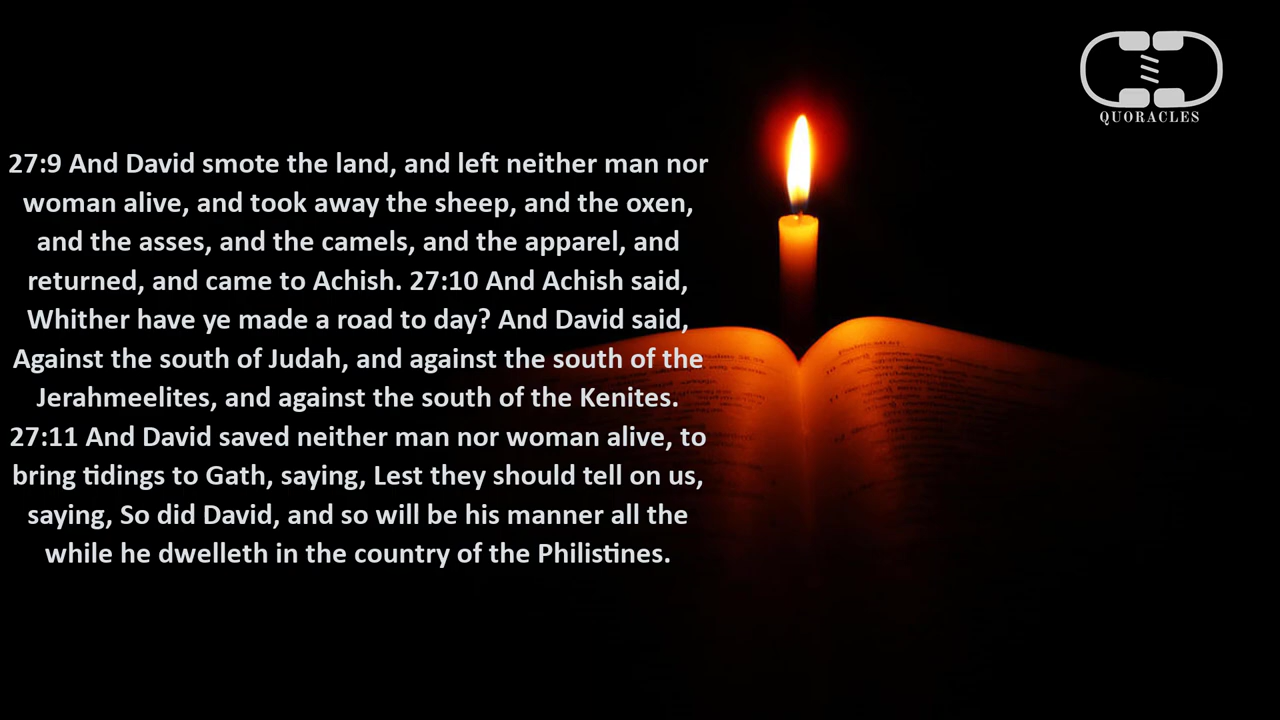 QUORACLES
27:9 And David smote the land, and left neither man nor
woman alive, and took away the sheep, and the oxen,
and the asses, and the camels, and the apparel, and
returned, and came to Achish. 27:10 And Achish said,
Whither have ye made a road to day? And David said,
Against the south of Judah, and against the south of the
Jerahmeelites, and against the south of the Kenites.
27:11 And David saved neither man nor woman alive, to
bring tidings to Gath, saying, Lest they should tell on us,
saying, So did David, and so will be his manner all the
while he dwelleth in the country of the Philistines.